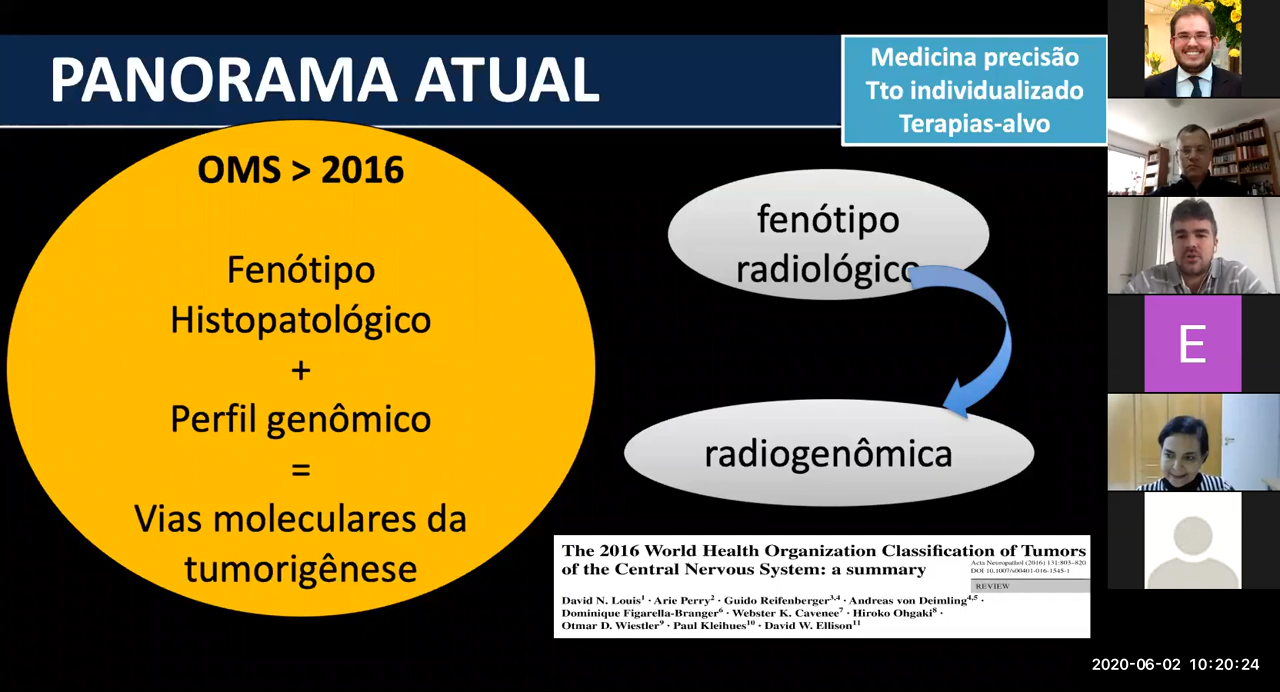 PANORAMA ATUAL
Medicina precisão
Tto individualizado
Terapias-alvo
OMS > 2016
Fenótipo
Histopatológico
+
Perfil genômico
=
Vias moleculares da
tumorigênese
fenótipo
radiológico
radiogenômica
The 2016 World Health Organization Classification of Tumors
of the Central Nervous System: a summary
Acta Neuropathol (2016) 131:803–820
DOI 10.1007/s00401-016-1545-1
REVIEW
David N. Louis¹ · Arie Perry² · Guido Reifenberger³,⁴ · Andreas von Deimling⁴,⁵ ·
Dominique Figarella-Branger⁶ · Webster K. Cavenee⁷ · Hiroko Ohgaki⁸ ·
Otmar D. Wiestler⁹ · Paul Kleihues¹⁰ · David W. Ellison¹¹
E
2020-06-02 10:20:24